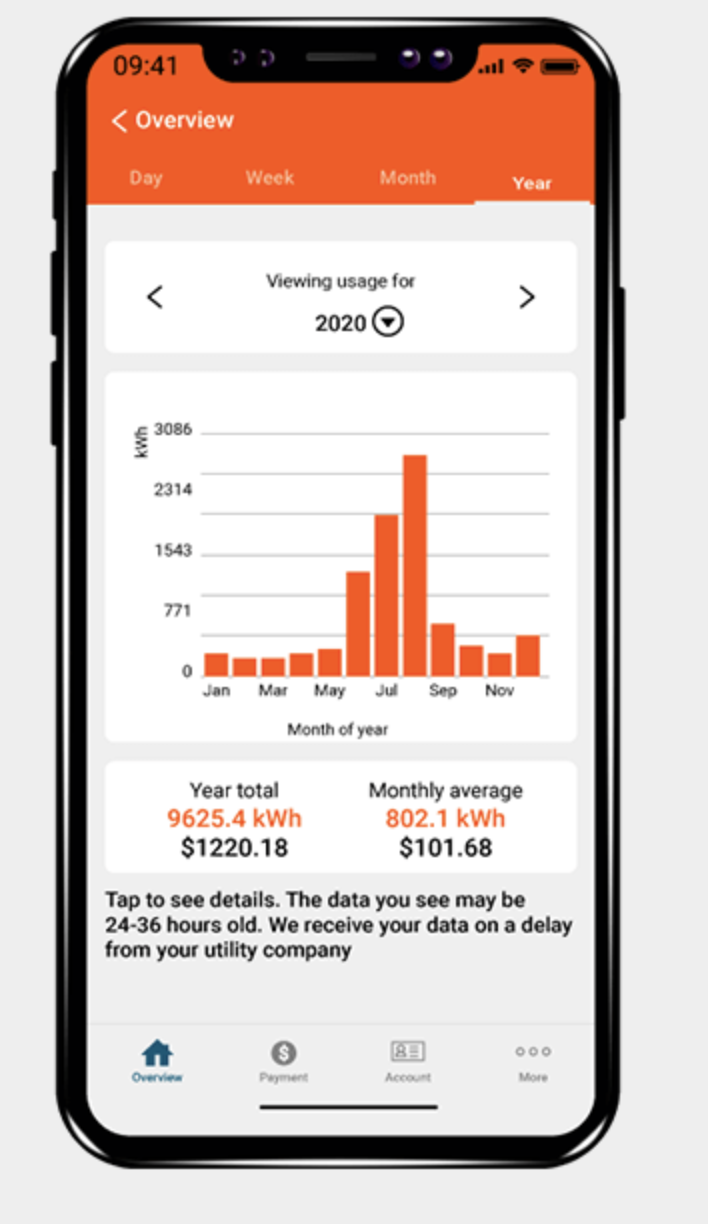 09:41
Overview
Day Week Month Year
Viewing usage for
2020
kWh
3086
2314
1543
771
0
Jan Mar May Jul Sep Nov
Month of year
Year total Monthly average
9625.4 kWh 802.1 kWh
$1220.18 $101.68
Tap to see details. The data you see may be
24-36 hours old. We receive your data on a delay
from your utility company
Overview Payment Account More